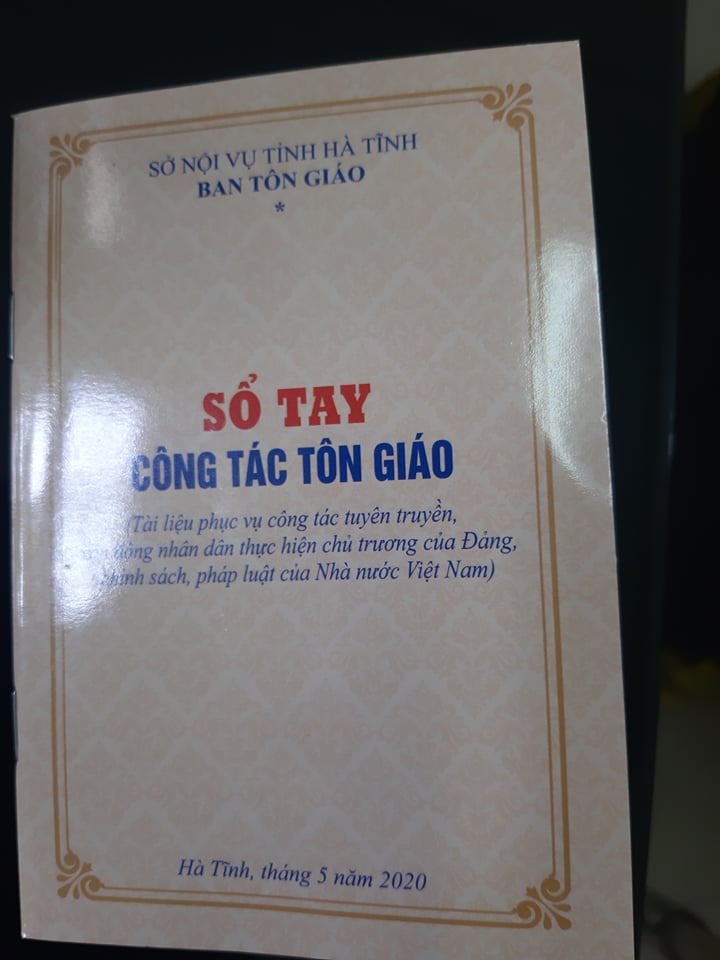 SỞ NỘI VỤ TỈNH HÀ TĨNH
BAN TÔN GIÁO
*
SỔ TAY
CÔNG TÁC TÔN GIÁO
(Tài liệu phục vụ công tác tuyên truyền,
động nhân dân thực hiện chủ trương của Đảng,
chính sách, pháp luật của Nhà nước Việt Nam)
Hà Tĩnh, tháng 5 năm 2020